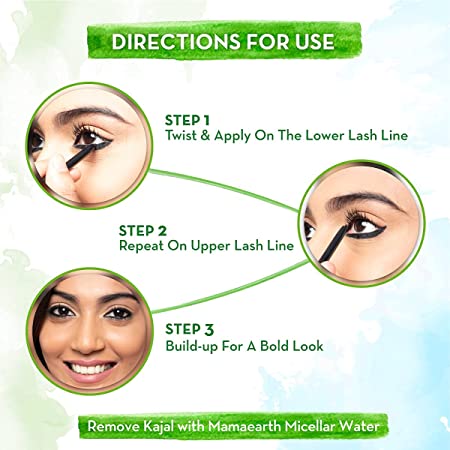 DIRECTIONS FOR USE
STEP 1
Twist & Apply On The Lower Lash Line
STEP 2
Repeat On Upper Lash Line
STEP 3
Build-up For A Bold Look
Remove Kajal with Mamaearth Micellar Water